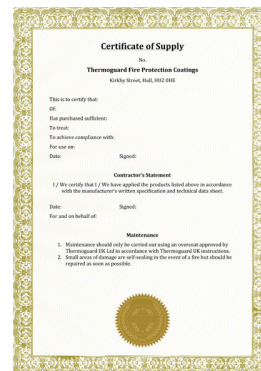 Certificate of Supply
No.
Thermoguard Fire Protection Coatings
Kirkby Street, Hull, HU2 0HE
This is to certify that:
Of:
Has purchased sufficient:
To treat:
To achieve compliance with:
For use on:
Date: Signed:
Contractor's Statement
I / We certify that I / We have applied the products listed above in accordance
with the manufacturer's written specification and technical data sheet.
Date: Signed:
For and on behalf of:
Maintenance
1. Maintenance should only be carried out using an overcoat approved by
Thermoguard UK Ltd in accordance with Thermoguard UK instructions.
2. Small areas of damage are self-sealing in the event of a fire but should be
repaired as soon as possible.